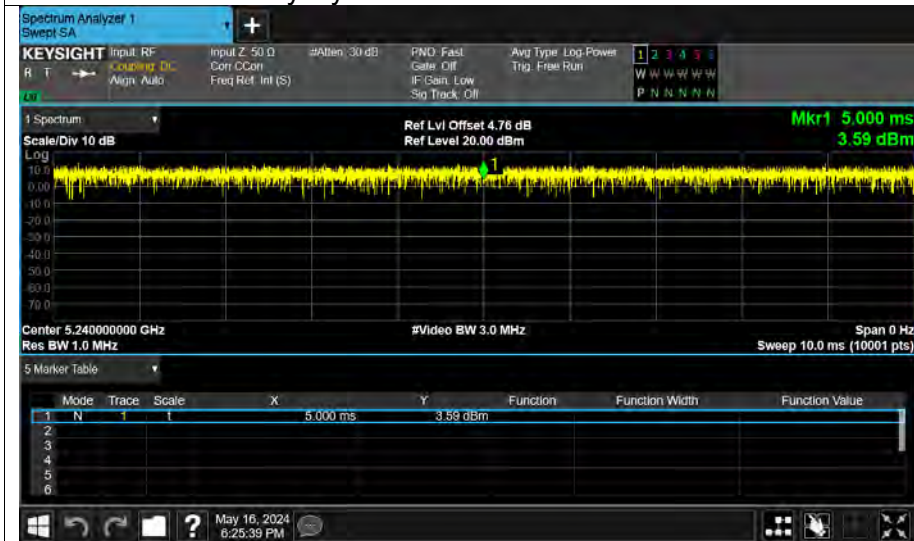 Spectrum Analyzer 1
Swept SA
+
KEYSIGHT Input: RF Input Z: 50 Ω #Atten: 30 dB PNO: Fast Avg Type: Log-Power 1 2 3 4 5 6
R T Coupling: DC Corr CCorr Gate: Off Trig: Free Run W W W W W W
Align: Auto Freq Ref: Int (S) IF Gain: Low P N N N N N
Sig Track: Off
1 Spectrum Ref Lvl Offset 4.76 dB Mkr1 5.000 ms
Scale/Div 10 dB Ref Level 20.00 dBm 3.59 dBm
Log
10.0
0.00
-10.0
-20.0
-30.0
-40.0
-50.0
-60.0
-70.0
1
Center 5.240000000 GHz #Video BW 3.0 MHz Span 0 Hz
Res BW 1.0 MHz Sweep 10.0 ms (10001 pts)
5 Marker Table
Mode Trace Scale X Y Function Function Width Function Value
1 N 1 t 5.000 ms 3.59 dBm
2
3
4
5
6
? May 16, 2024
6:25:39 PM